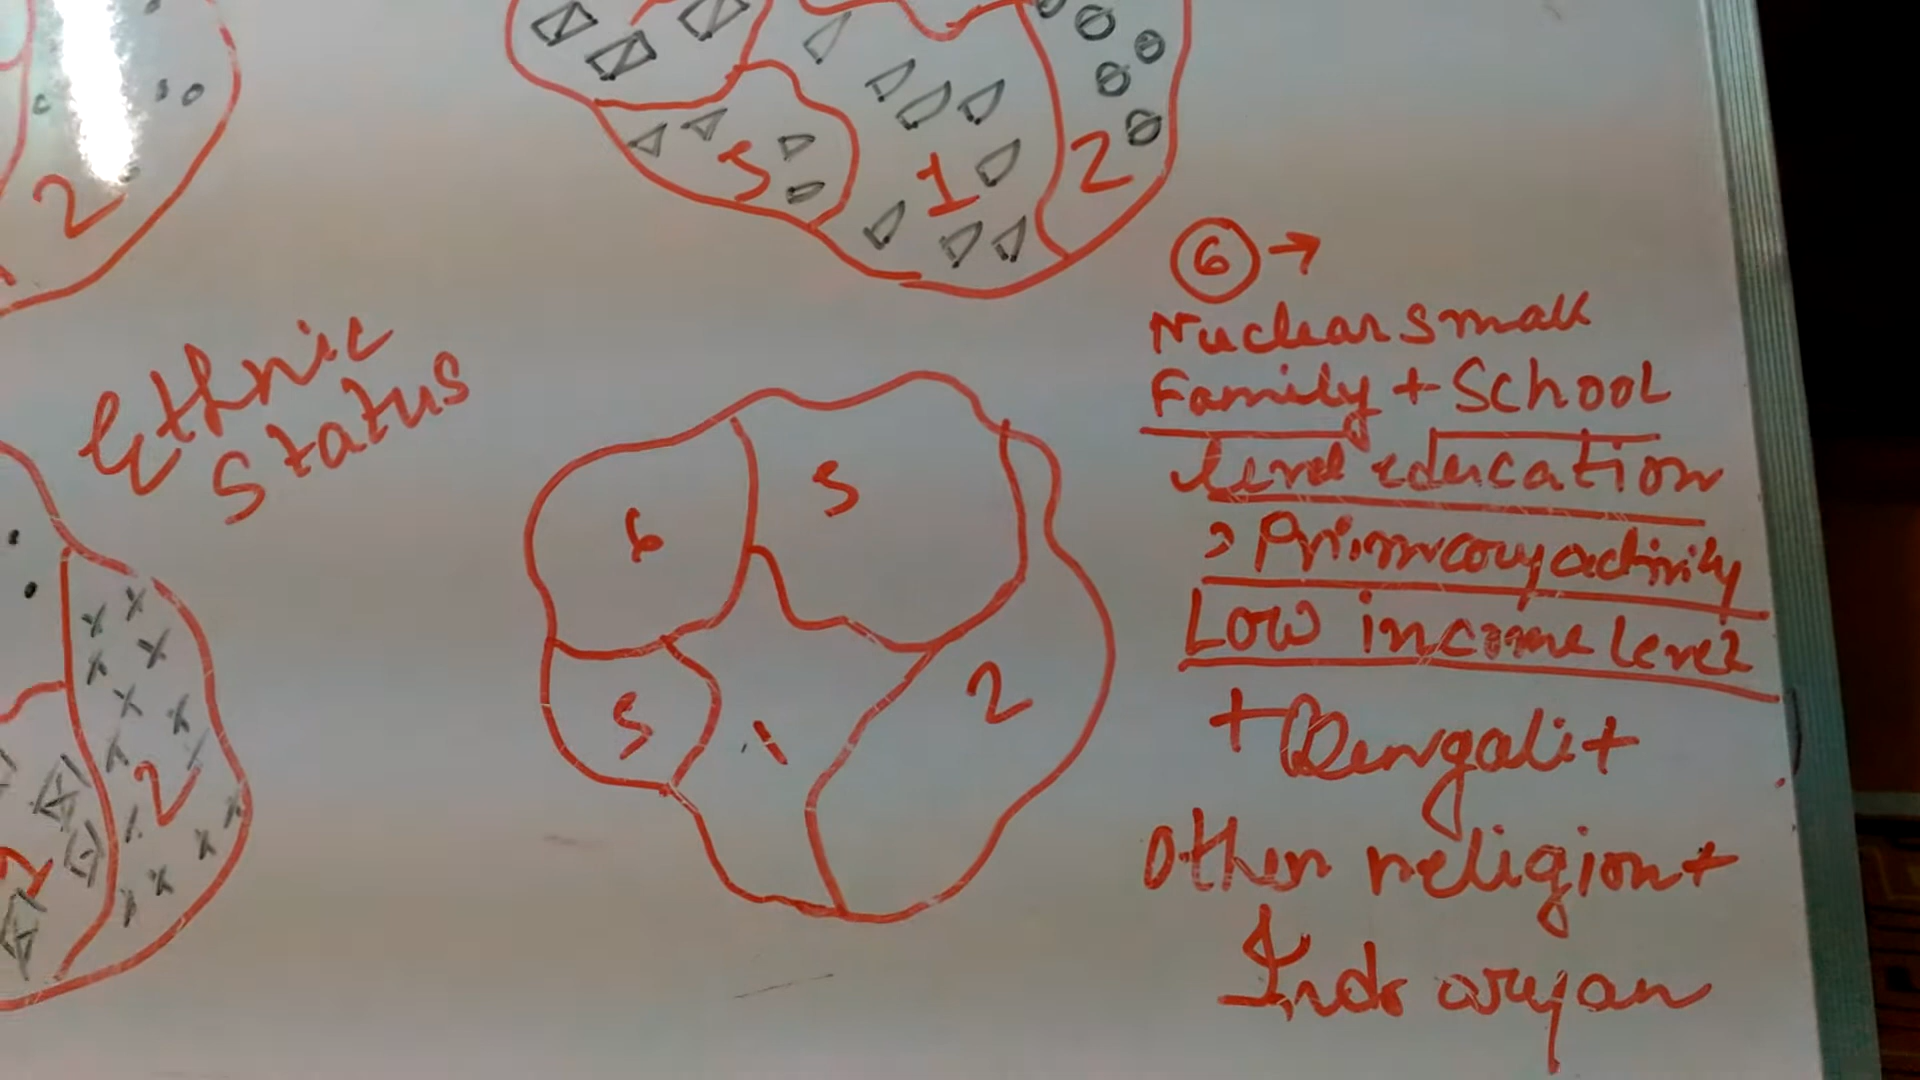 5
1
2
2
6 →
Nuclear small
Family + School
level education
, Primary activity
Low income level
+ Bengali +
Other religion +
Indo aryan
Ethnic
Status
6
5
5
1
2
2